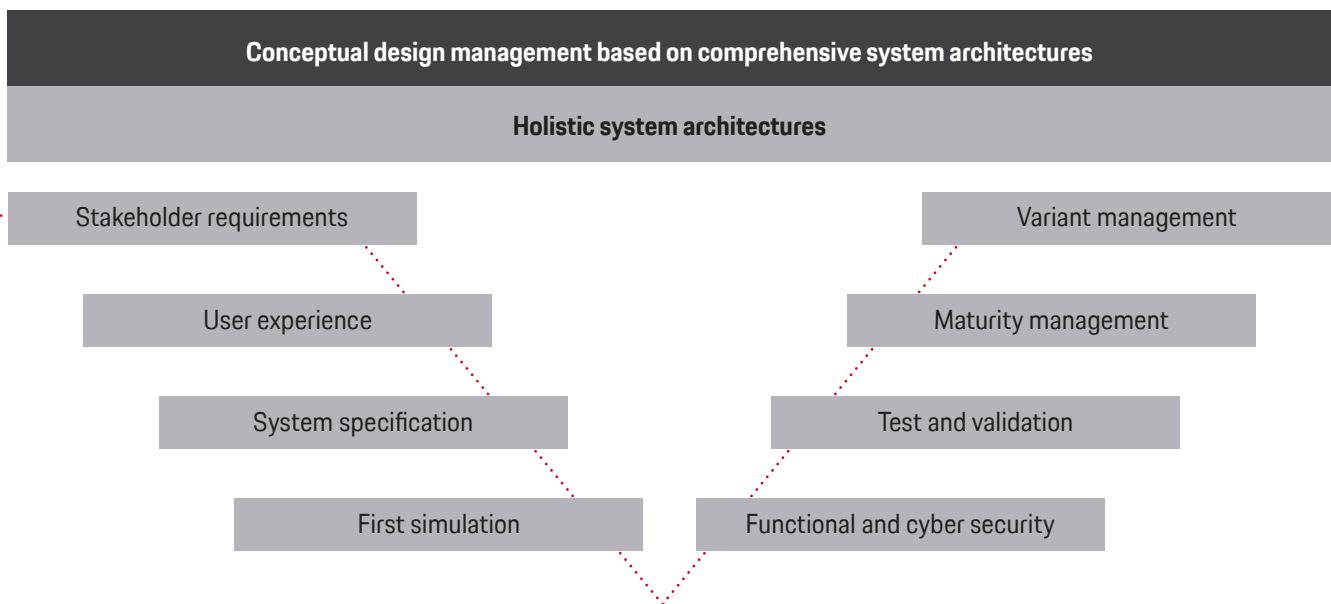 Conceptual design management based on comprehensive system architectures
Holistic system architectures
Stakeholder requirements
Variant management
User experience
Maturity management
System specification
Test and validation
First simulation
Functional and cyber security